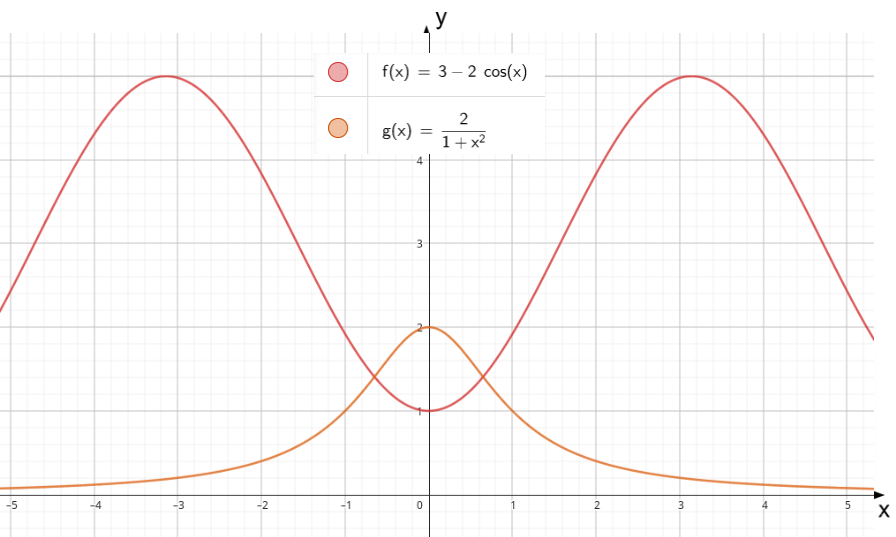 y
f(x) = 3 − 2 cos(x)
g(x) = 2 / (1 + x²)
4
3
2
1
−5 −4 −3 −2 −1 0 1 2 3 4 5
x